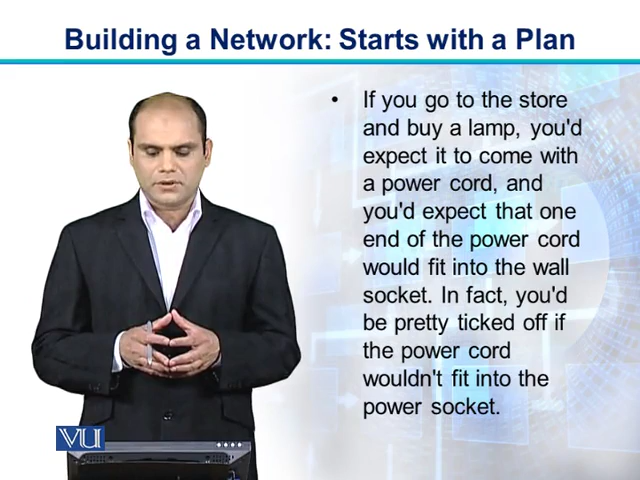 Building a Network: Starts with a Plan
• If you go to the store
and buy a lamp, you'd
expect it to come with
a power cord, and
you'd expect that one
end of the power cord
would fit into the wall
socket. In fact, you'd
be pretty ticked off if
the power cord
wouldn't fit into the
power socket.
VU